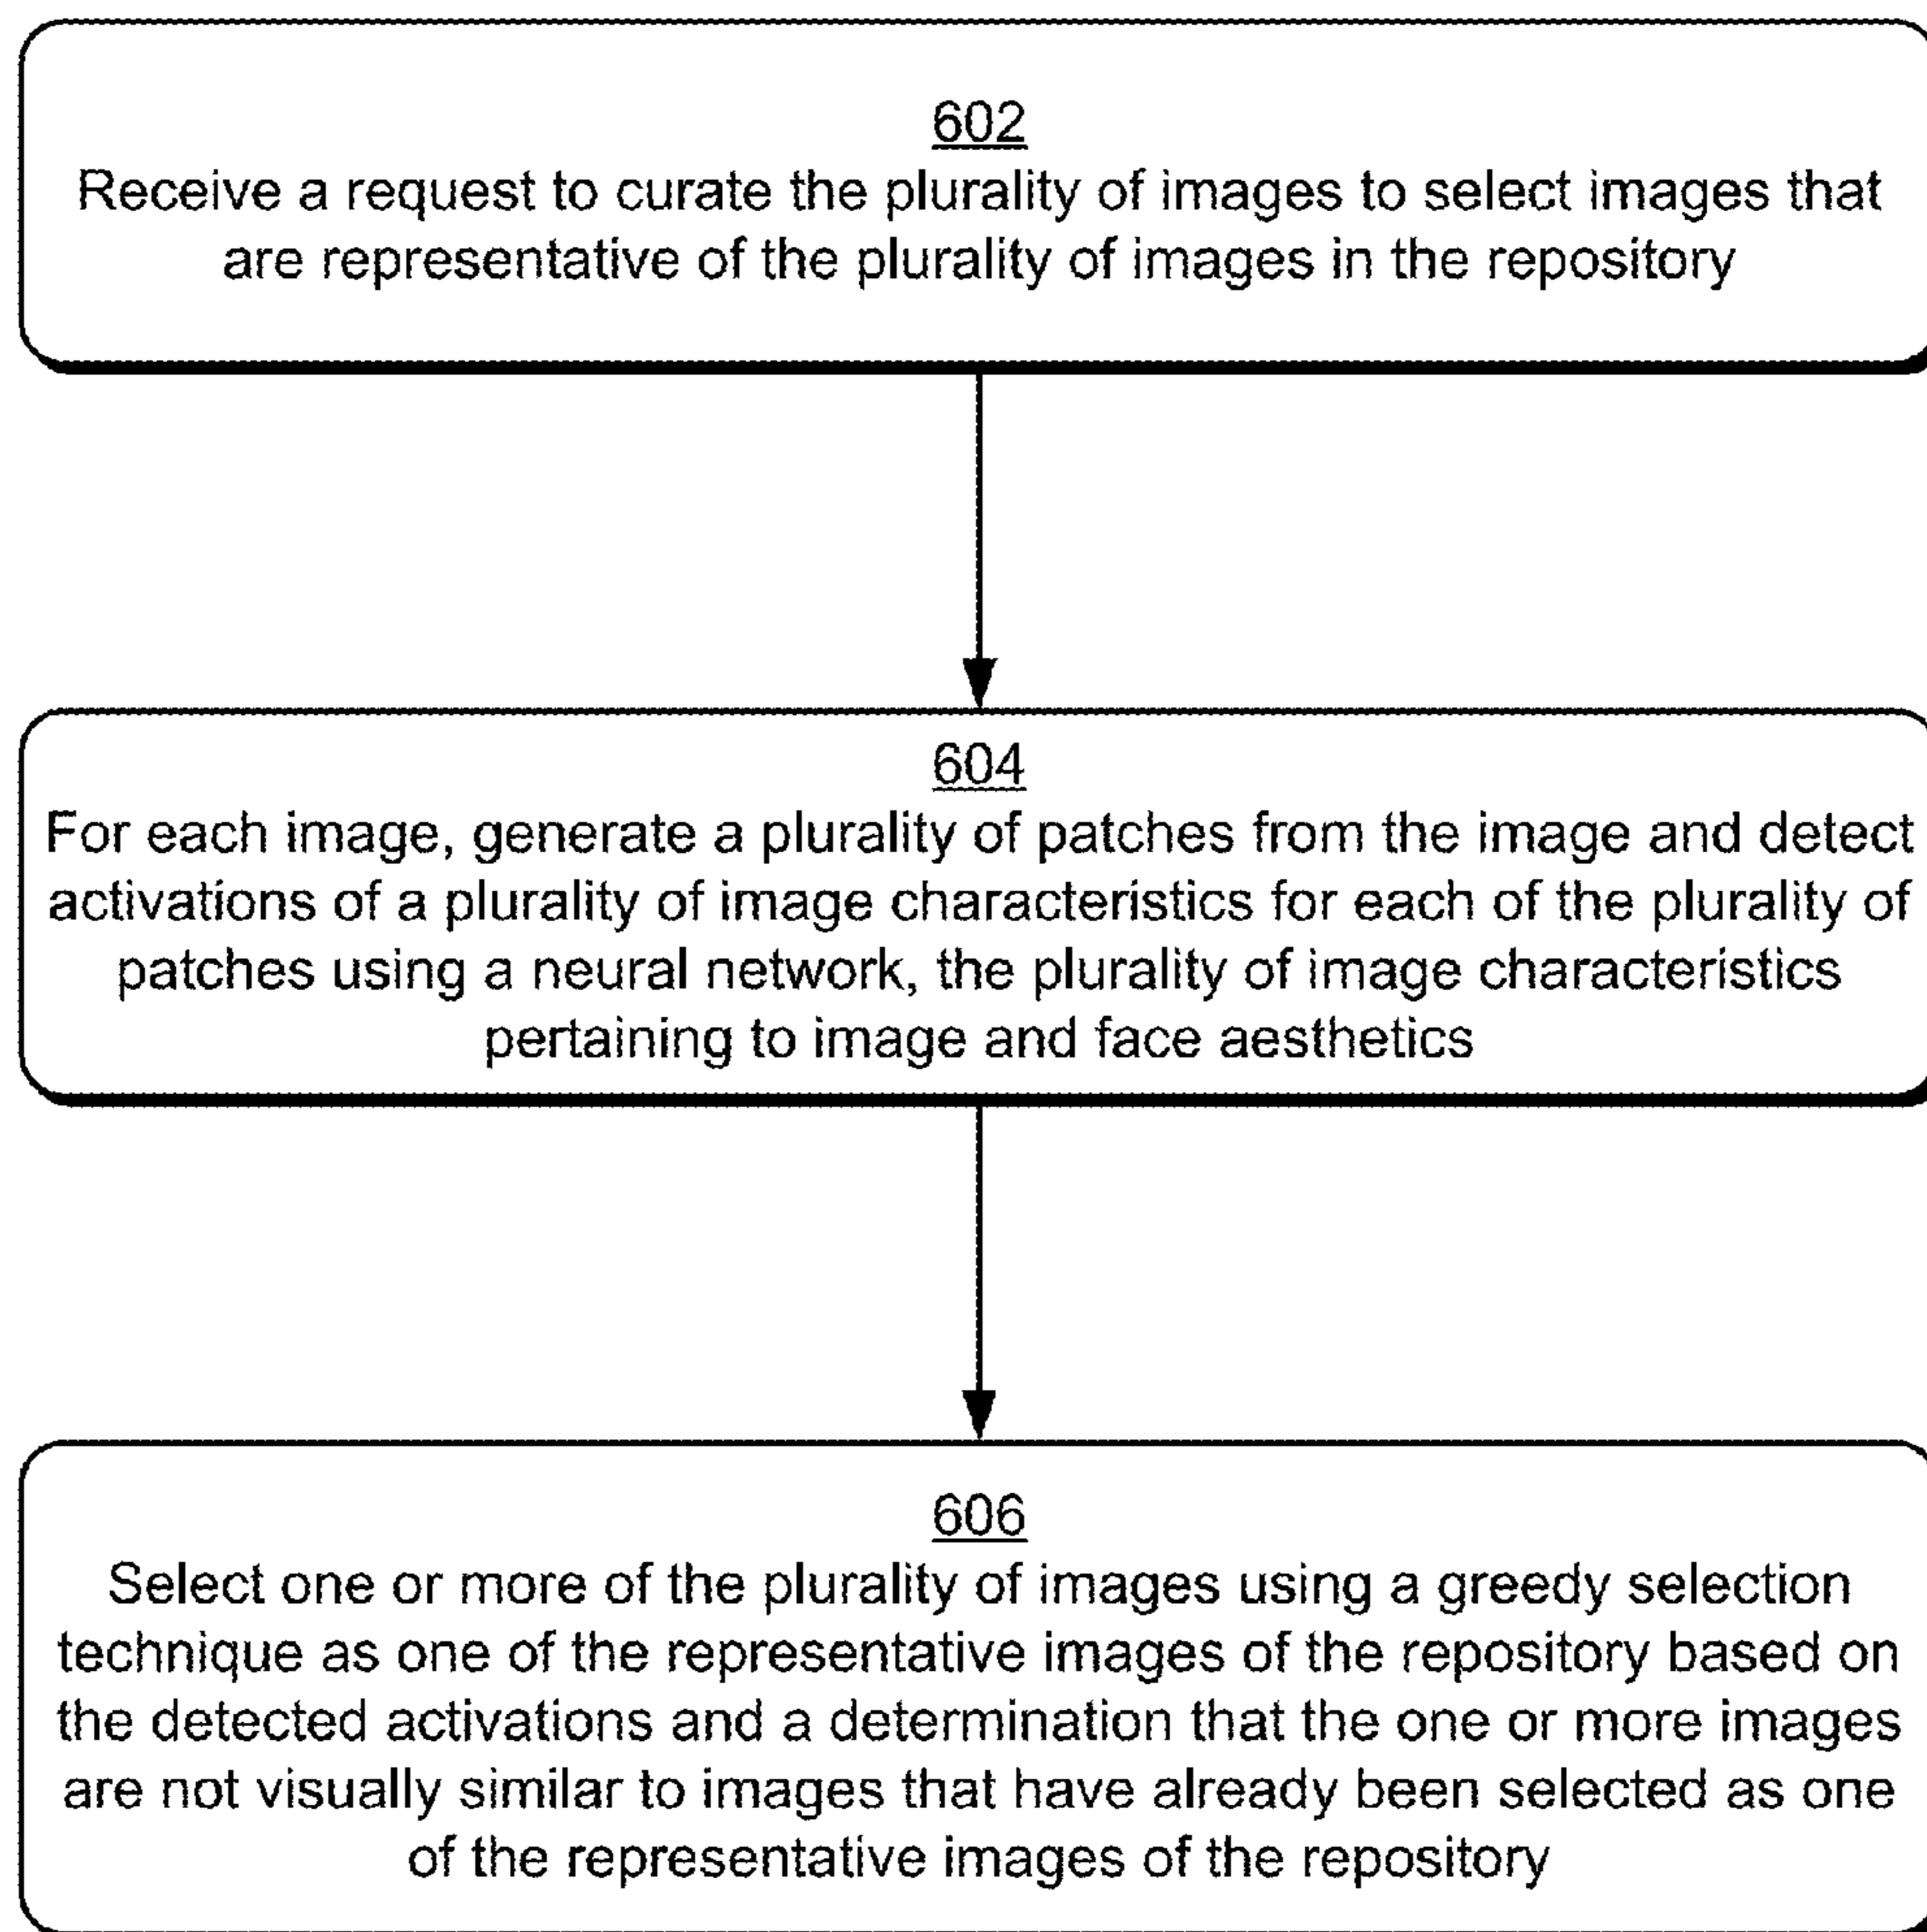 602
Receive a request to curate the plurality of images to select images that
are representative of the plurality of images in the repository
604
For each image, generate a plurality of patches from the image and detect
activations of a plurality of image characteristics for each of the plurality of
patches using a neural network, the plurality of image characteristics
pertaining to image and face aesthetics
606
Select one or more of the plurality of images using a greedy selection
technique as one of the representative images of the repository based on
the detected activations and a determination that the one or more images
are not visually similar to images that have already been selected as one
of the representative images of the repository